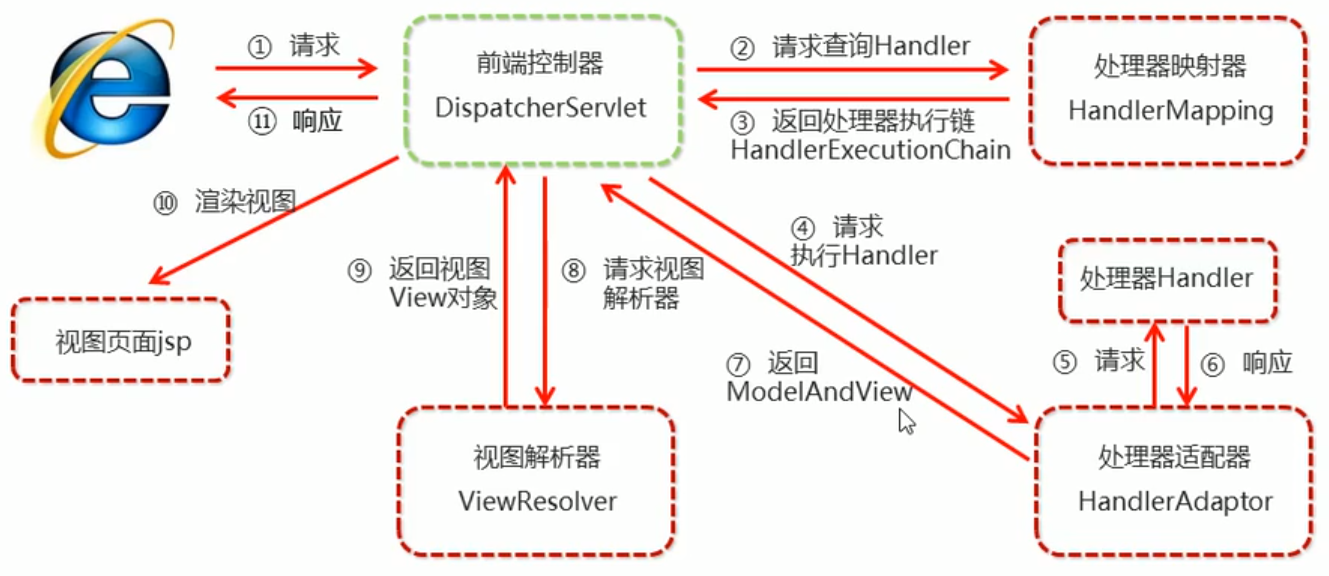 ① 请求
⑪ 响应
前端控制器
DispatcherServlet
② 请求查询Handler
③ 返回处理器执行链
HandlerExecutionChain
处理器映射器
HandlerMapping
⑩ 渲染视图
④ 请求
执行Handler
⑨ 返回视图
View对象
⑧ 请求视图
解析器
处理器Handler
视图页面jsp
⑦ 返回
ModelAndView
⑤ 请求
⑥ 响应
视图解析器
ViewResolver
处理器适配器
HandlerAdaptor